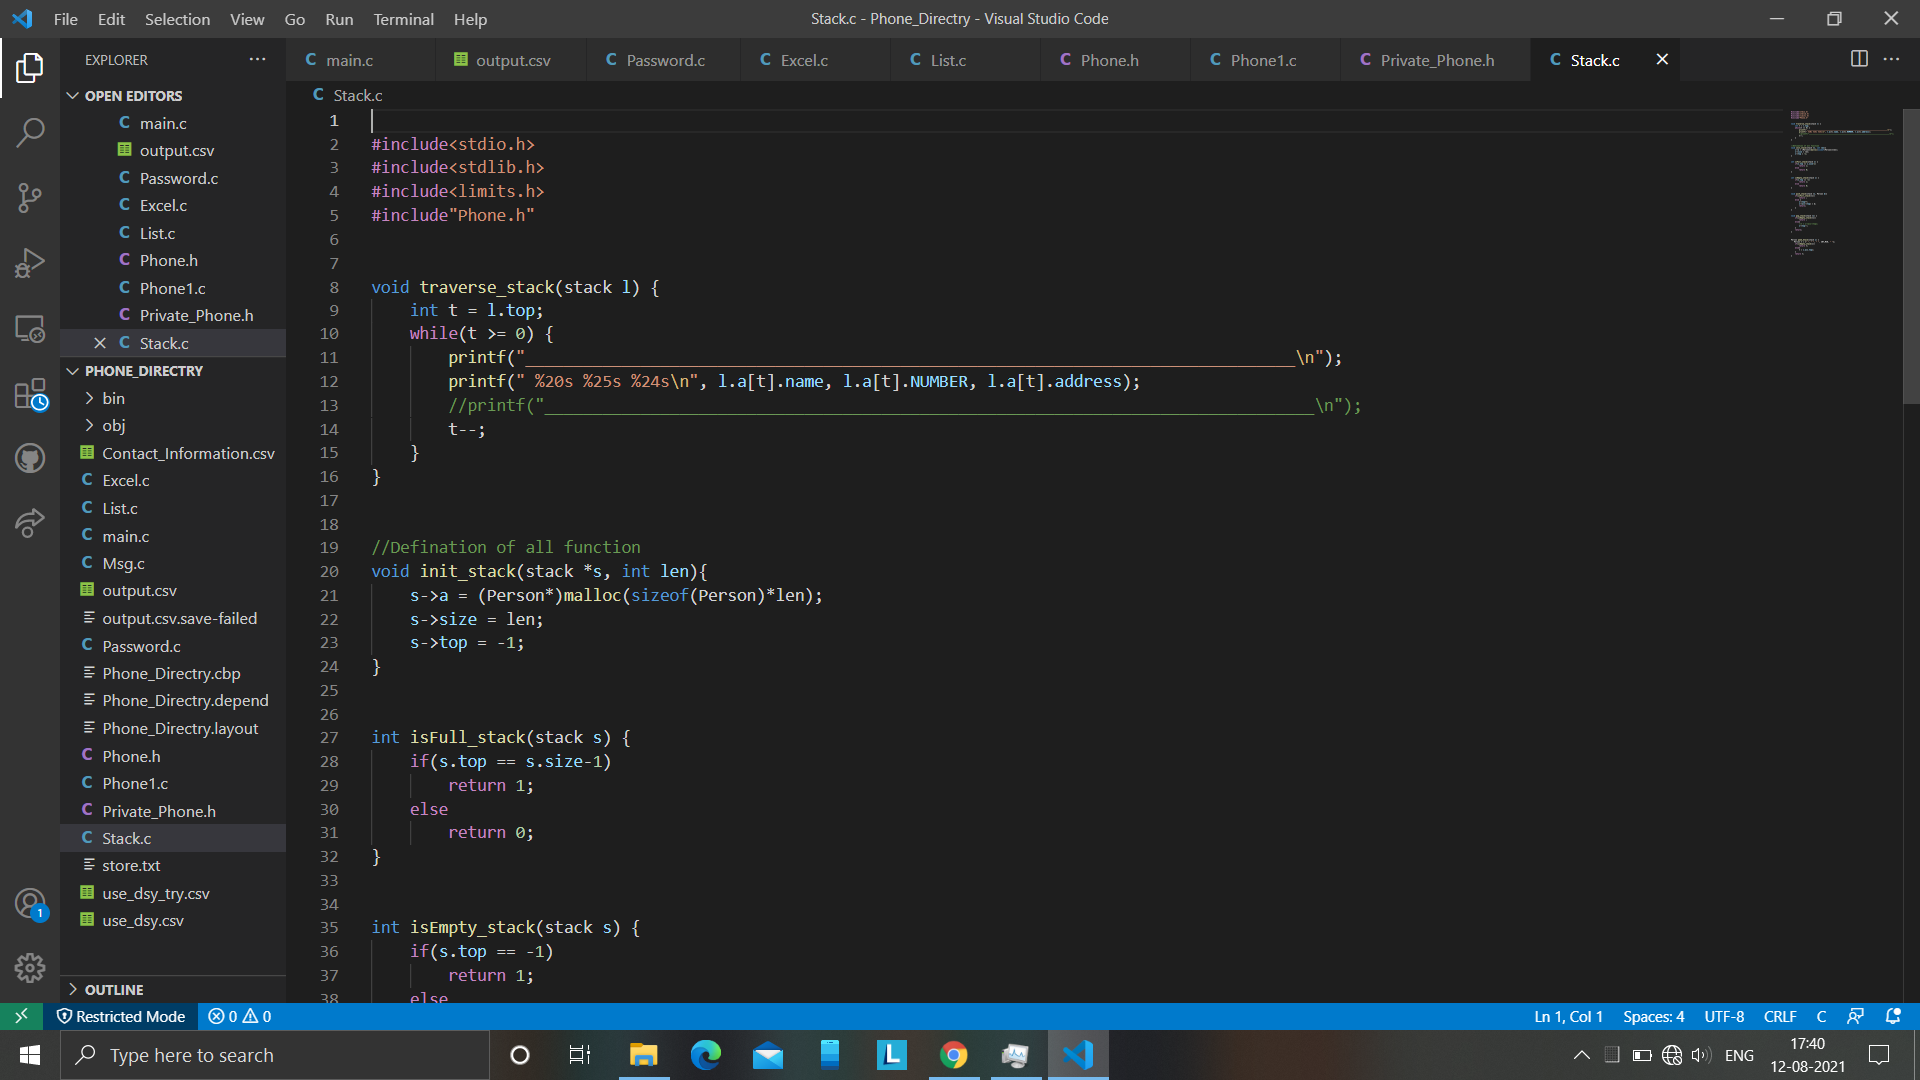 File Edit Selection View Go Run Terminal Help
Stack.c - Phone_Directry - Visual Studio Code
EXPLORER
main.c output.csv Password.c Excel.c List.c Phone.h Phone1.c Private_Phone.h Stack.c
OPEN EDITORS
main.c
output.csv
Password.c
Excel.c
List.c
Phone.h
Phone1.c
Private_Phone.h
Stack.c
PHONE_DIRECTRY
bin
obj
Contact_Information.csv
Excel.c
List.c
main.c
Msg.c
output.csv
output.csv.save-failed
Password.c
Phone_Directry.cbp
Phone_Directry.depend
Phone_Directry.layout
Phone.h
Phone1.c
Private_Phone.h
Stack.c
store.txt
use_dsy_try.csv
use_dsy.csv
OUTLINE
Stack.c
1
2 #include<stdio.h>
3 #include<stdlib.h>
4 #include<limits.h>
5 #include"Phone.h"
6
7
8 void traverse_stack(stack l) {
9 int t = l.top;
10 while(t >= 0) {
11 printf("________________________________________________________________________________\n");
12 printf(" %20s %25s %24s\n", l.a[t].name, l.a[t].NUMBER, l.a[t].address);
13 //printf("________________________________________________________________________________\n");
14 t--;
15 }
16 }
17
18
19 //Defination of all function
20 void init_stack(stack *s, int len){
21 s->a = (Person*)malloc(sizeof(Person)*len);
22 s->size = len;
23 s->top = -1;
24 }
25
26
27 int isFull_stack(stack s) {
28 if(s.top == s.size-1)
29 return 1;
30 else
31 return 0;
32 }
33
34
35 int isEmpty_stack(stack s) {
36 if(s.top == -1)
37 return 1;
38 else
1
Restricted Mode 0 0 Ln 1, Col 1 Spaces: 4 UTF-8 CRLF C
Type here to search
L
ENG
17:40
12-08-2021